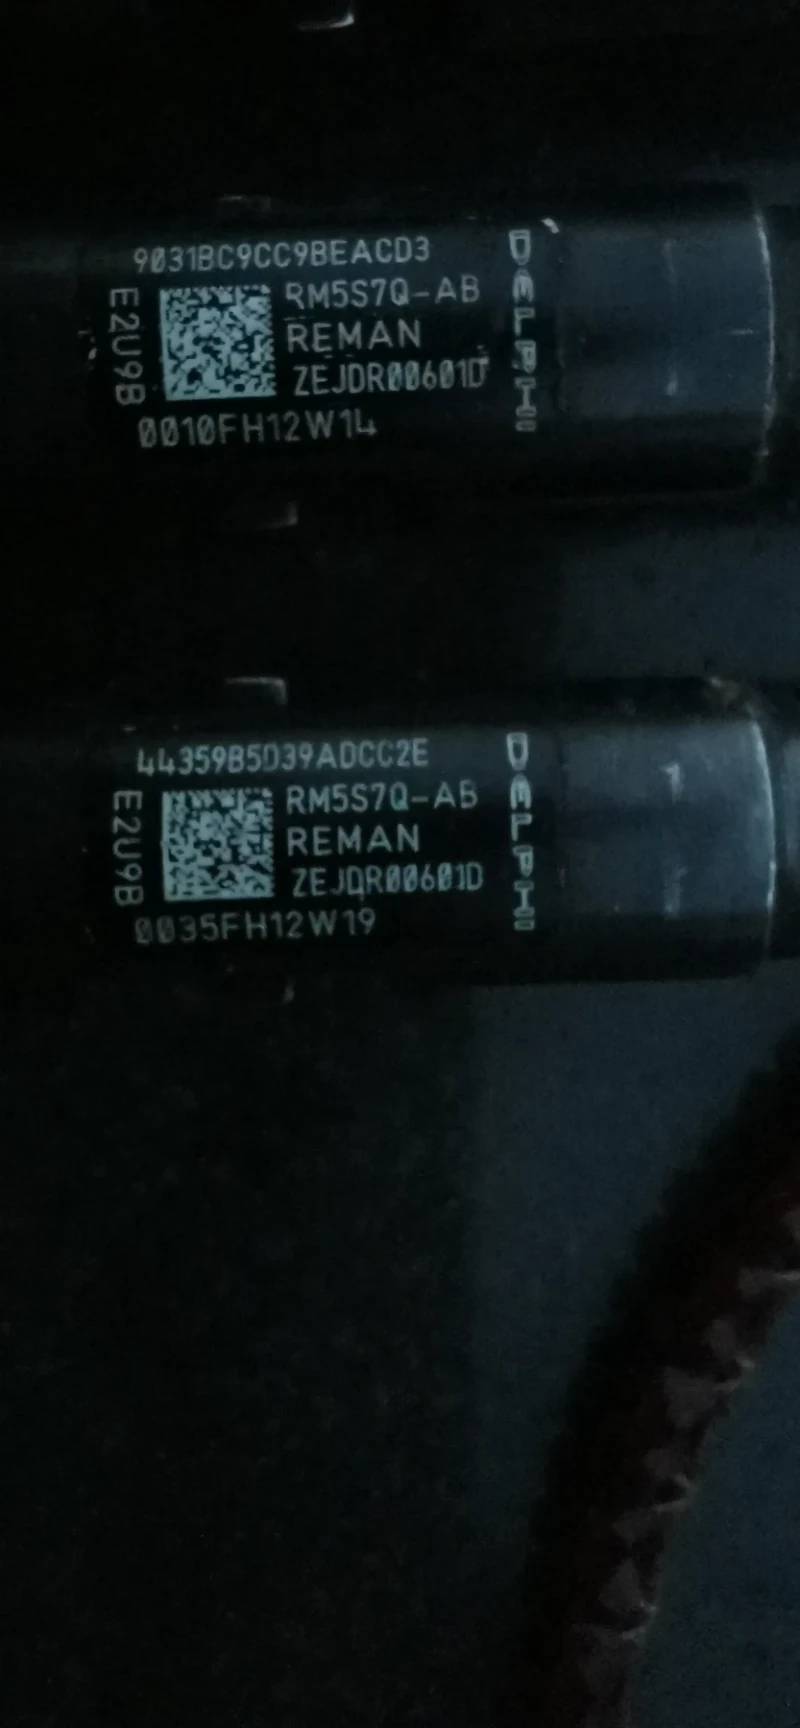 9031BC9CC9BEACD3
E2U9B
RM5S7Q-AB
REMAN
ZEJDR00601D
0010FH12W14
DELPHI
44359B5D39ADCC2E
E2U9B
RM5S7Q-AB
REMAN
ZEJDR00601D
0035FH12W19
DELPHI